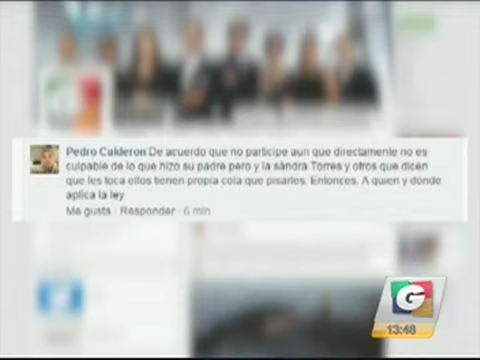 Pedro Calderon De acuerdo que no participe aun que directamente no es
culpable de lo que hizo su padre pero y la sandra Torres y otros que dicen
que les toca ellos tienen propia cola que pisarles. Entonces. A quien y donde
aplica la ley
Me gusta · Responder · 6 min
G
13:48